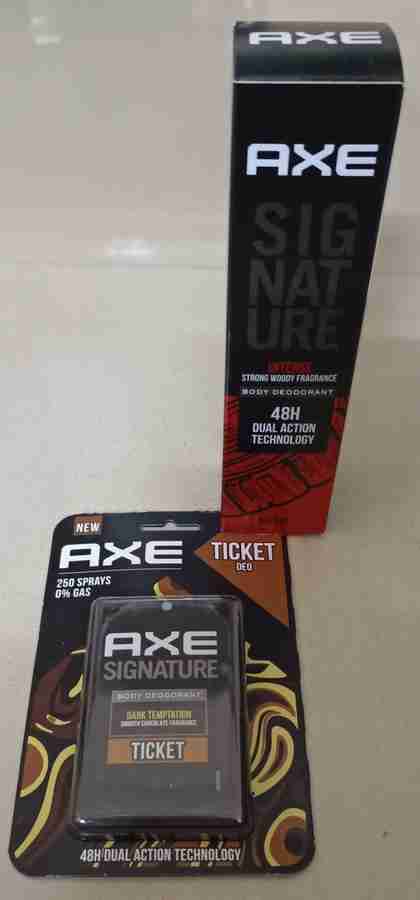 AXE
AXE
SIG
NAT
URE
INTENSE
STRONG WOODY FRAGRANCE
BODY DEODORANT
48H
DUAL ACTION
TECHNOLOGY
NEW
AXE
250 SPRAYS
0% GAS
TICKET
DEO
AXE
SIGNATURE
BODY DEODORANT
DARK TEMPTATION
SMOOTH CHOCOLATE FRAGRANCE
TICKET
48H DUAL ACTION TECHNOLOGY